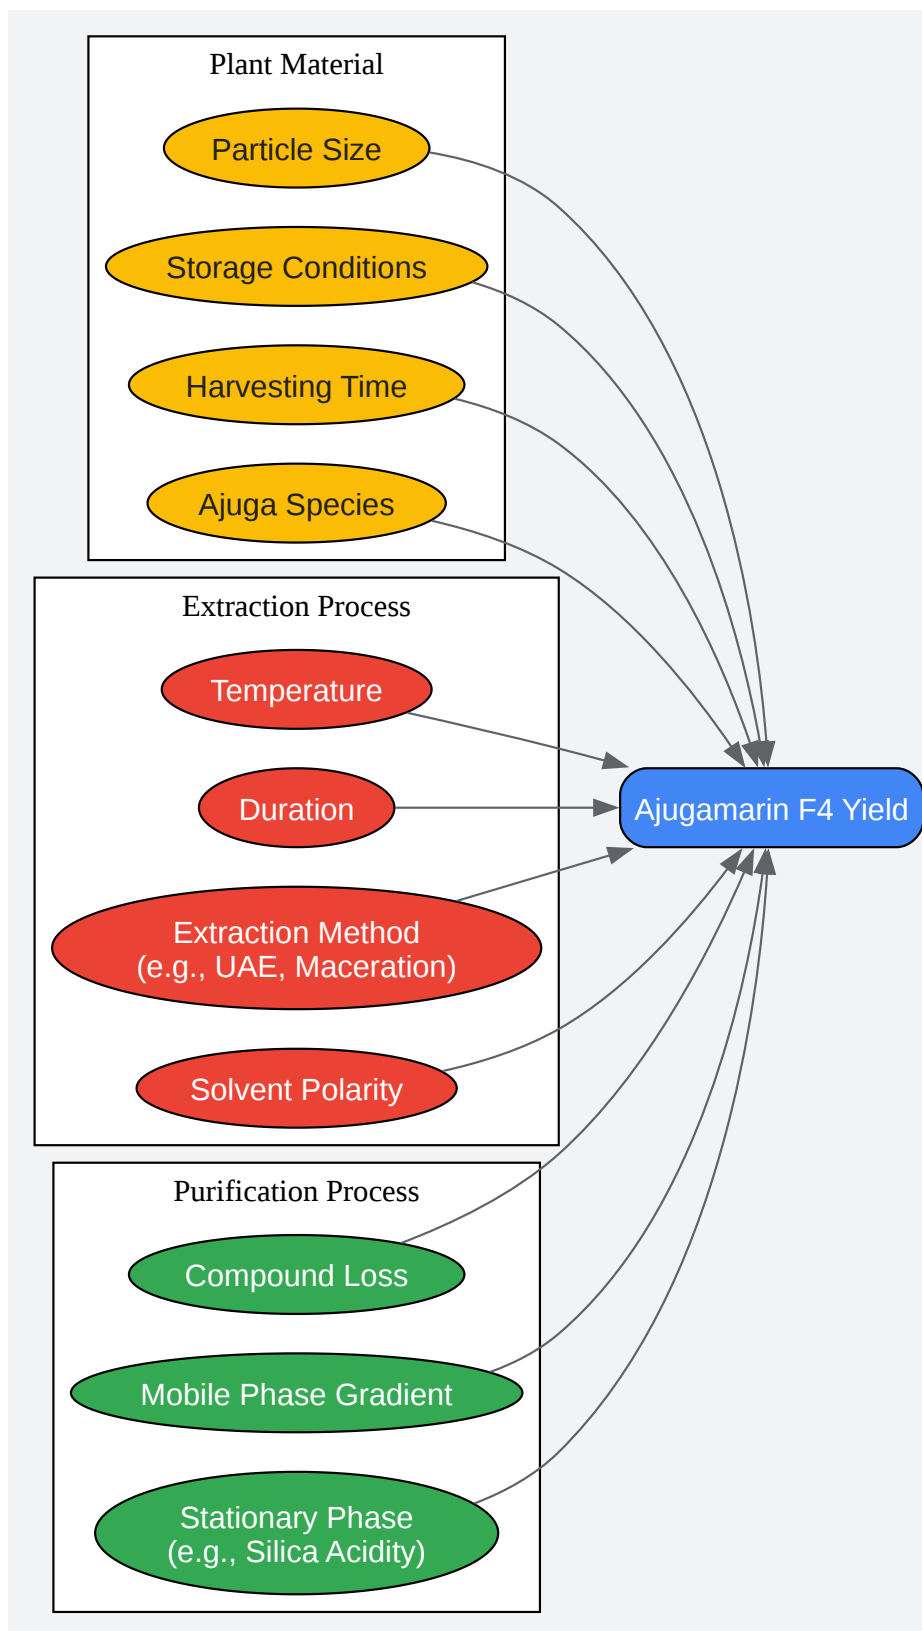 Plant Material
Particle Size
Storage Conditions
Harvesting Time
Ajuga Species
Extraction Process
Temperature
Duration
Extraction Method
(e.g., UAE, Maceration)
Solvent Polarity
Ajugamarin F4 Yield
Purification Process
Compound Loss
Mobile Phase Gradient
Stationary Phase
(e.g., Silica Acidity)